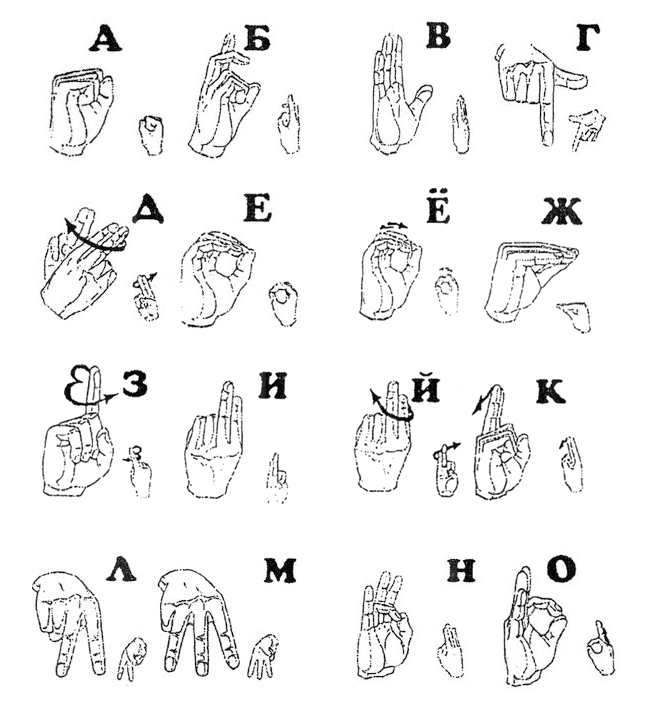 А Б В Г
Д Е Ё Ж
З И Й К
Л М Н О